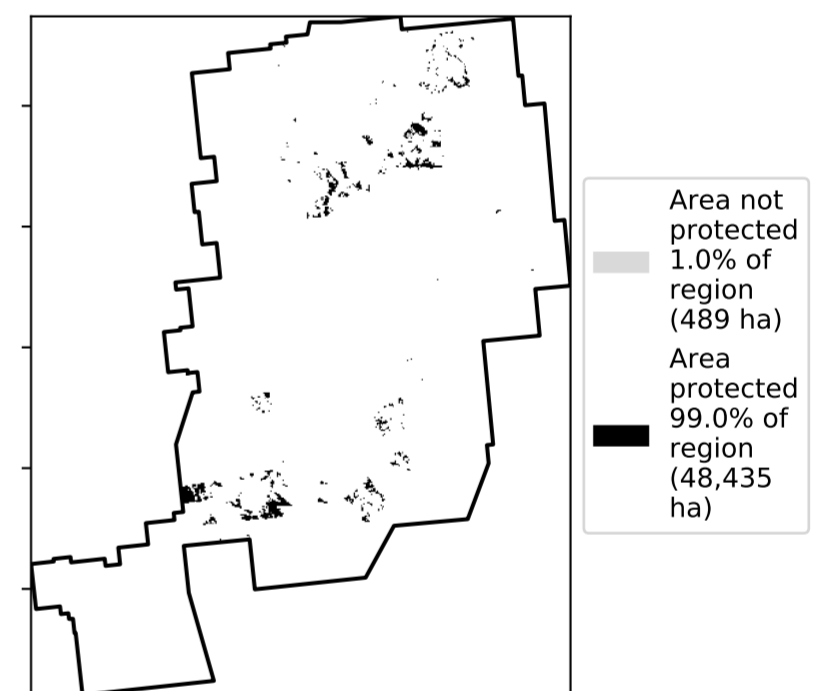 Area not
protected
1.0% of
region
(489 ha)
Area
protected
99.0% of
region
(48,435
ha)